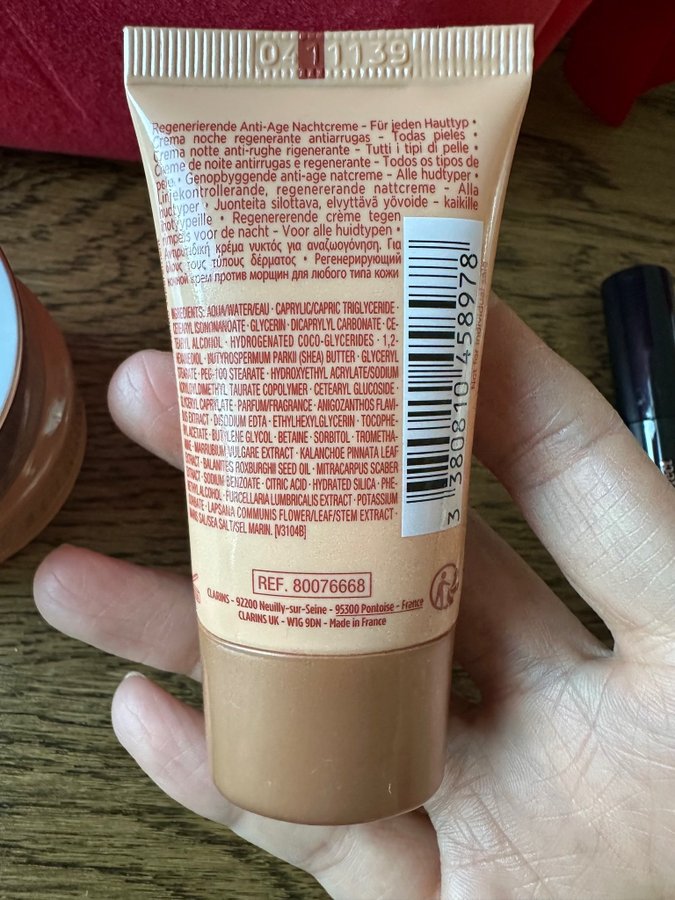 0411139
Regenerierende Anti-Age Nachtcreme - Für jeden Hauttyp •
Crema noche regenerante antiarrugas - Todas pieles •
Crema notte anti-rughe rigenerante - Tutti i tipi di pelle •
Creme de noite antirrugas e regenerante - Todos os tipos de
pele • Genopbyggende anti-age natcreme - Alle hudtyper •
Linjekontrollerande, regenererande nattcreme - Alla
hudtyper • Juonteita silottava, elvyttävä yövoide - kaikille
ihotyypeille • Regenererende crème tegen
rimpels voor de nacht - Voor alle huidtypen •
Αντιρυτιδική κρέμα νυκτός για αναζωογόνηση. Για
όλους τους τύπους δέρματος • Регенерирующий
ночной крем против морщин для любого типа кожи
INGREDIENTS: AQUA/WATER/EAU · CAPRYLIC/CAPRIC TRIGLYCERIDE ·
CETEARYL ISONONANOATE · GLYCERIN · DICAPRYLYL CARBONATE · CE-
TEARYL ALCOHOL · HYDROGENATED COCO-GLYCERIDES · 1,2-
HEXANEDIOL · BUTYROSPERMUM PARKII (SHEA) BUTTER · GLYCERYL
STEARATE · PEG-100 STEARATE · HYDROXYETHYL ACRYLATE/SODIUM
ACRYLOYLDIMETHYL TAURATE COPOLYMER · CETEARYL GLUCOSIDE ·
GLYCERYL CAPRYLATE · PARFUM/FRAGRANCE · ANIGOZANTHOS FLAVI-
DUS EXTRACT · DISODIUM EDTA · ETHYLHEXYLGLYCERIN · TOCOPHE-
RYL ACETATE · BUTYLENE GLYCOL · BETAINE · SORBITOL · TROMETHA-
MINE · MARRUBIUM VULGARE EXTRACT · KALANCHOE PINNATA LEAF
EXTRACT · BALANITES ROXBURGHII SEED OIL · MITRACARPUS SCABER
EXTRACT · SODIUM BENZOATE · CITRIC ACID · HYDRATED SILICA · PHE-
NETHYL ALCOHOL · FURCELLARIA LUMBRICALIS EXTRACT · POTASSIUM
SORBATE · LAPSANA COMMUNIS FLOWER/LEAF/STEM EXTRACT ·
MARIS SAL/SEA SALT/SEL MARIN. [V3104B]
3 380810 458978
Not for individual sale
REF. 80076668
CLARINS - 92200 Neuilly-sur-Seine - 95300 Pontoise - France
CLARINS UK - W1G 9DN - Made in France